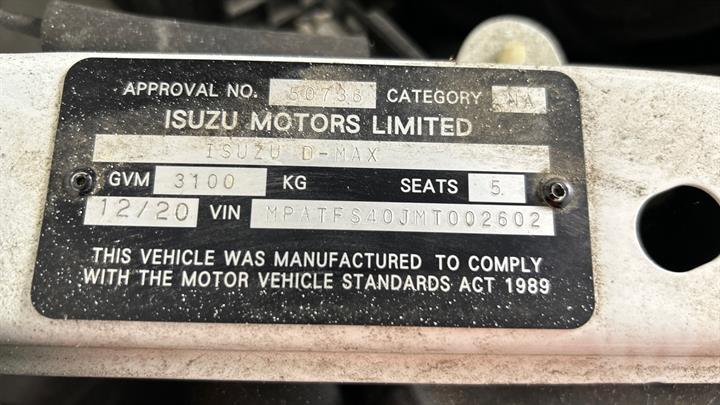 APPROVAL NO. 50736 CATEGORY NA
ISUZU MOTORS LIMITED
ISUZU D-MAX
GVM 3100 KG SEATS 5.
12/20 VIN MPATFS40JMT002602
THIS VEHICLE WAS MANUFACTURED TO COMPLY
WITH THE MOTOR VEHICLE STANDARDS ACT 1989